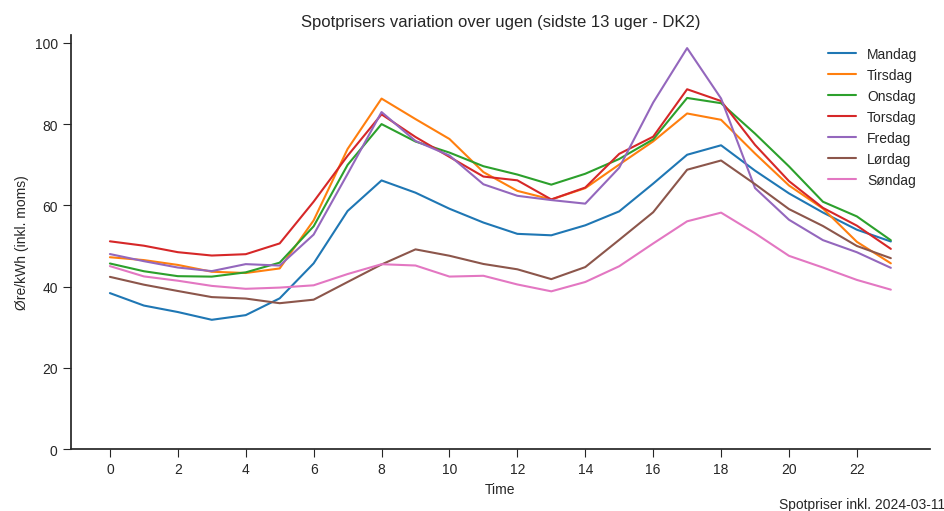 Spotprisers variation over ugen (sidste 13 uger - DK2)
100
80
60
40
20
0
Øre/kWh (inkl. moms)
Mandag
Tirsdag
Onsdag
Torsdag
Fredag
Lørdag
Søndag
0 2 4 6 8 10 12 14 16 18 20 22
Time
Spotpriser inkl. 2024-03-11